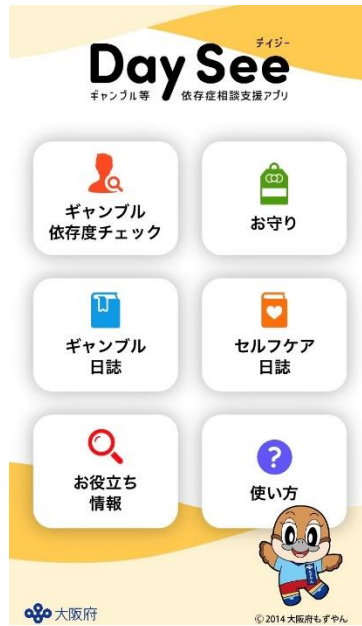 デイジー
Day See
ギャンブル等 依存症相談支援アプリ
ギャンブル
依存度チェック
お守り
ギャンブル
日誌
セルフケア
日誌
お役立ち
情報
?
使い方
大阪府
© 2014 大阪府もずやん